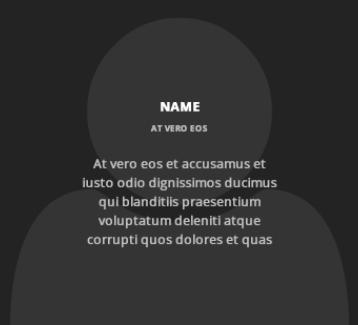 NAME
AT VERO EOS
At vero eos et accusamus et
iusto odio dignissimos ducimus
qui blanditiis praesentium
voluptatum deleniti atque
corrupti quos dolores et quas